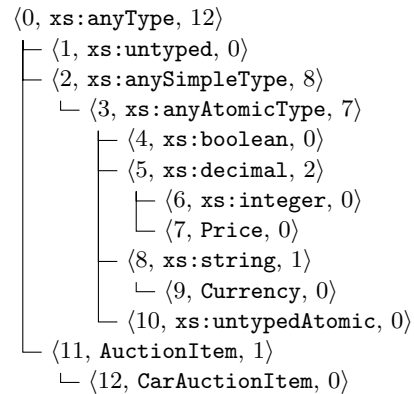 ⟨0, xs:anyType, 12⟩
⟨1, xs:untyped, 0⟩
⟨2, xs:anySimpleType, 8⟩
⟨3, xs:anyAtomicType, 7⟩
⟨4, xs:boolean, 0⟩
⟨5, xs:decimal, 2⟩
⟨6, xs:integer, 0⟩
⟨7, Price, 0⟩
⟨8, xs:string, 1⟩
⟨9, Currency, 0⟩
⟨10, xs:untypedAtomic, 0⟩
⟨11, AuctionItem, 1⟩
⟨12, CarAuctionItem, 0⟩